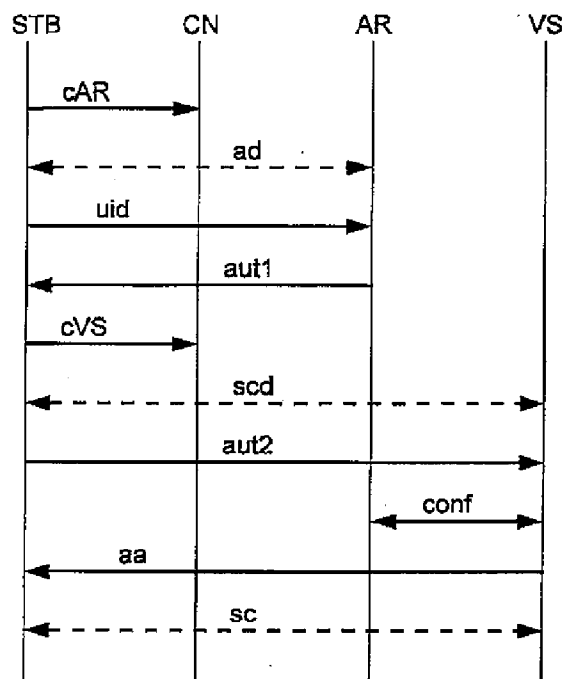 STB CN AR VS
cAR
ad
uid
aut1
cVS
scd
aut2
conf
aa
sc